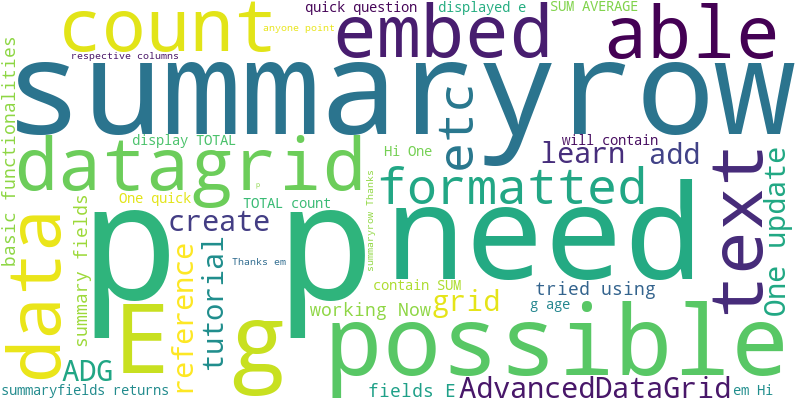 count
quick question
displayed e
SUM AVERAGE
anyone point
embed
able
respective columns
summaryrow
basic functionalities
etc
display TOTAL
will contain
datagrid
Hi One
learn
add
text
One update
formatted
p
One quick
TOTAL count
summaryrow Thanks
p
p
need
data
summary fields
create
reference
tutorial
Thanks em
contain SUM
tried using
E
g
working Now
grid
g age
possible
ADG
summaryfields returns
fields E
AdvancedDataGrid
em Hi